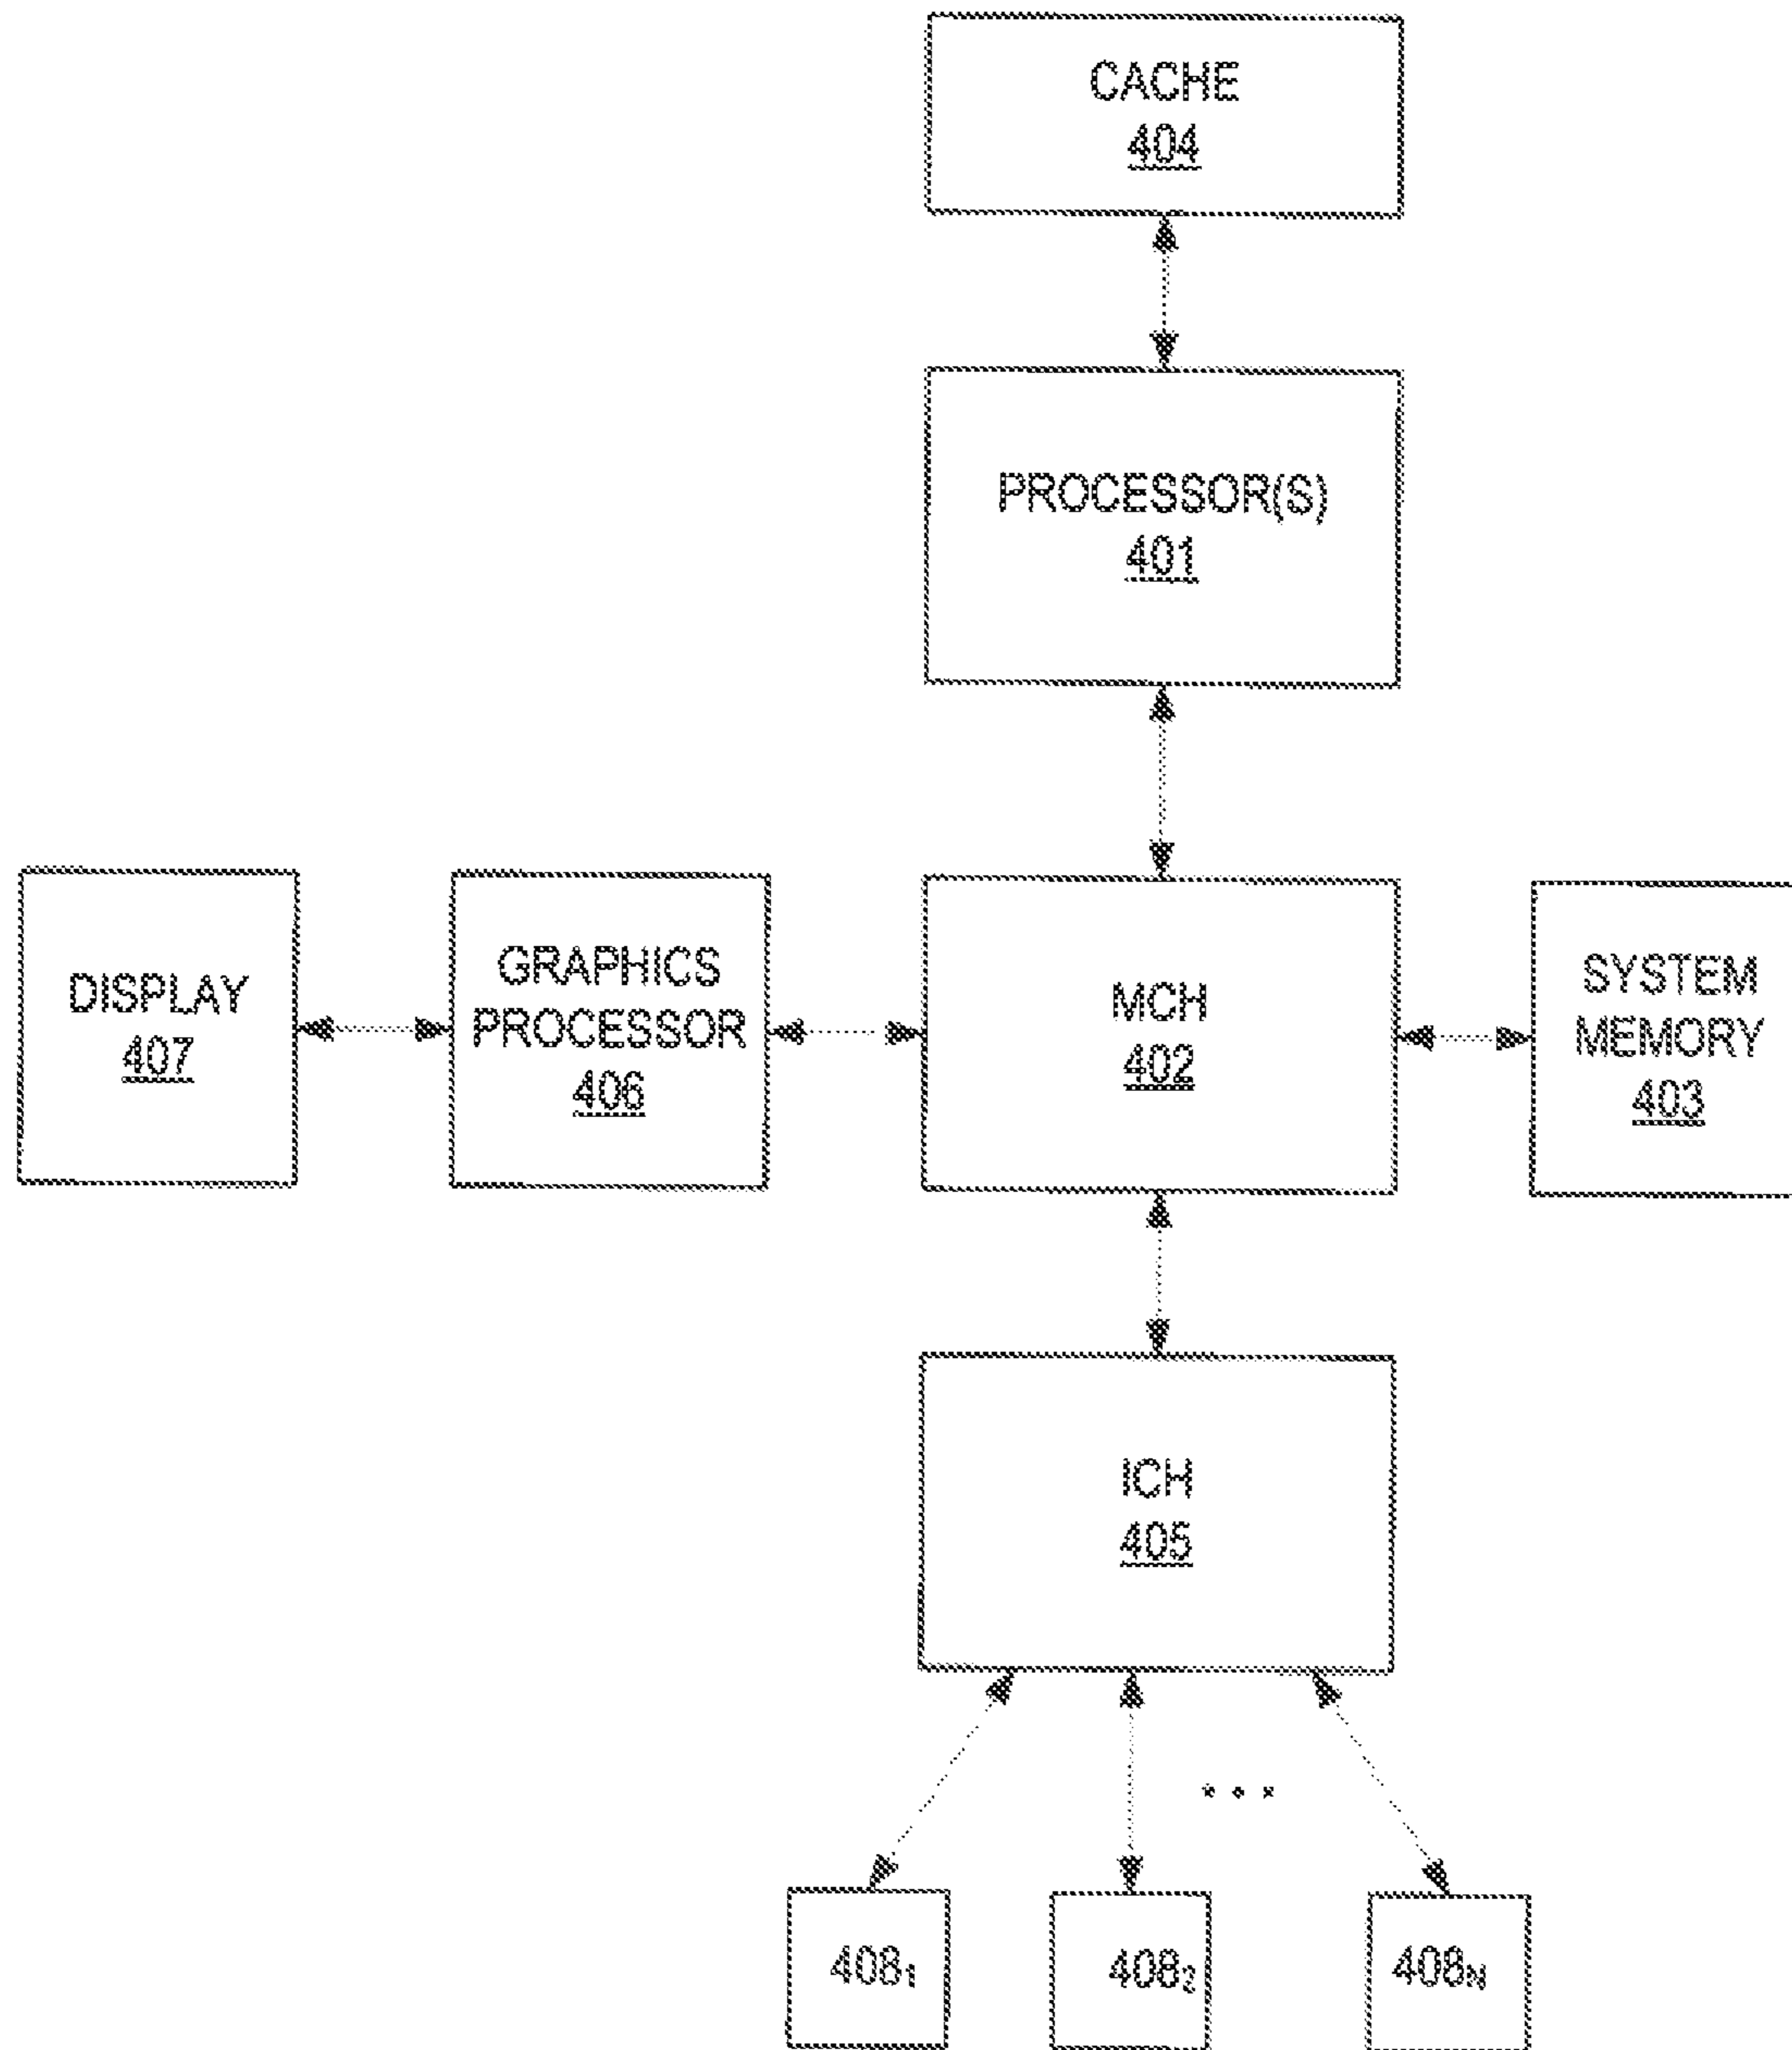 CACHE
404
PROCESSOR(S)
401
DISPLAY
407
GRAPHICS
PROCESSOR
406
MCH
402
SYSTEM
MEMORY
403
ICH
405
• • •
408₁
408₂
408ₙ